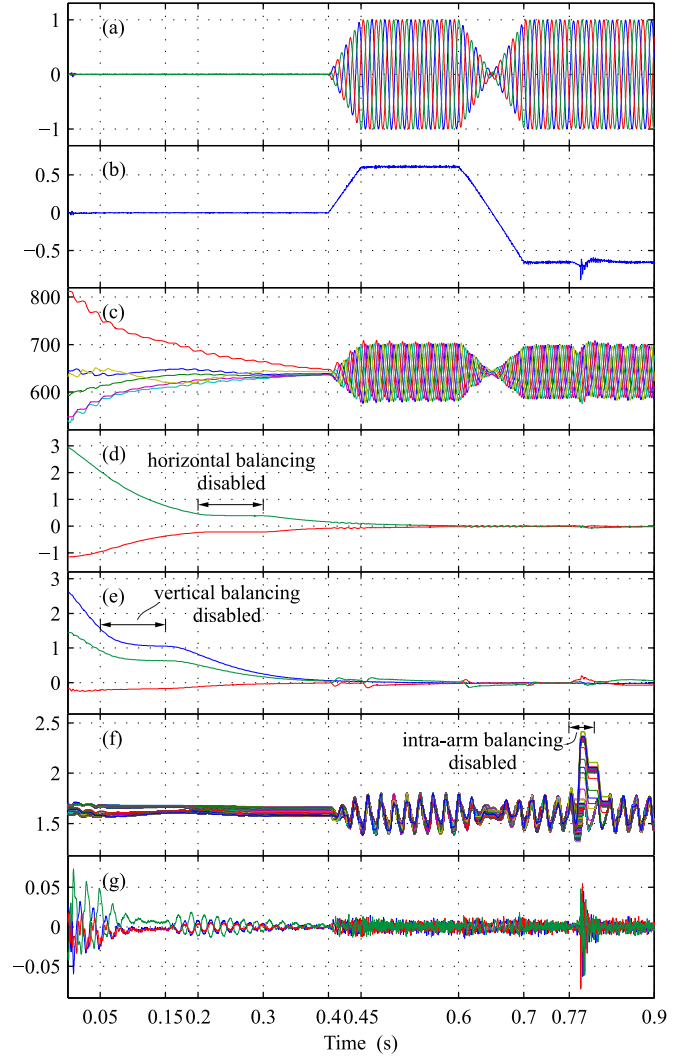 (a)
1
0
−1
(b)
0.5
0
−0.5
(c)
800
700
600
(d)
3
2
1
0
−1
horizontal balancing
disabled
(e)
3
2
1
0
vertical balancing
disabled
(f)
2.5
2
1.5
intra-arm balancing
disabled
(g)
0.05
0
−0.05
0.05 0.15 0.2 0.3 0.4 0.45 0.6 0.7 0.77 0.9
Time (s)